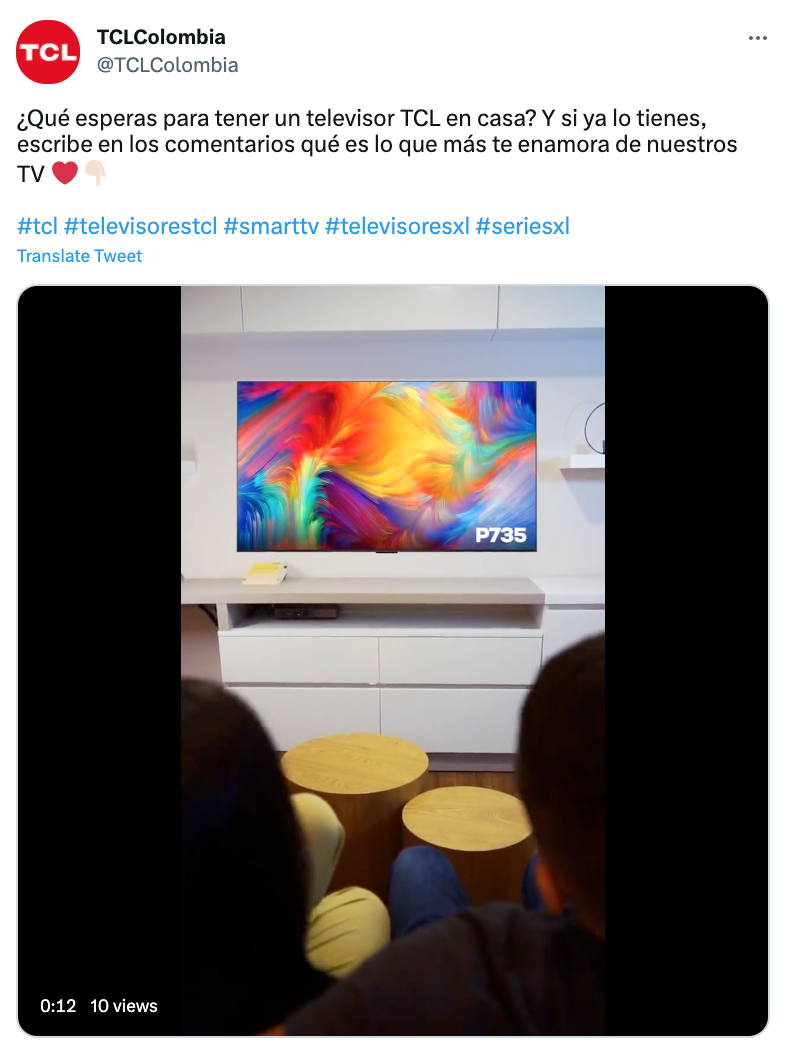 TCL
TCLColombia
@TCLColombia
¿Qué esperas para tener un televisor TCL en casa? Y si ya lo tienes,
escribe en los comentarios qué es lo que más te enamora de nuestros
TV ❤️👇🏻
#tcl #televisorestcl #smarttv #televisoresxl #seriesxl
Translate Tweet
P735
0:12 10 views